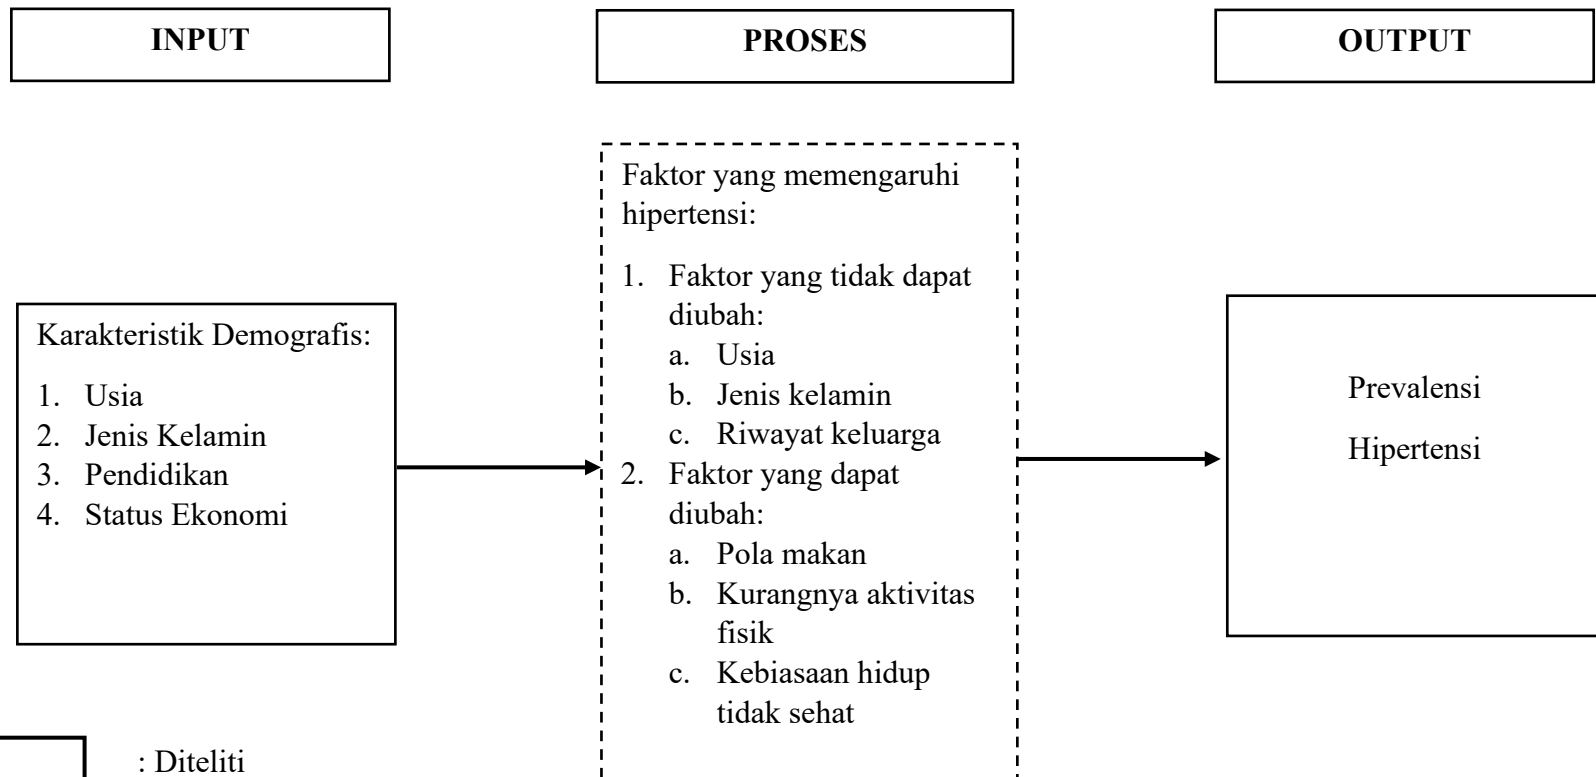 INPUT
PROSES
OUTPUT
Karakteristik Demografis:
1. Usia
2. Jenis Kelamin
3. Pendidikan
4. Status Ekonomi
Faktor yang memengaruhi
hipertensi:
1. Faktor yang tidak dapat
diubah:
a. Usia
b. Jenis kelamin
c. Riwayat keluarga
2. Faktor yang dapat
diubah:
a. Pola makan
b. Kurangnya aktivitas
fisik
c. Kebiasaan hidup
tidak sehat
Prevalensi
Hipertensi
: Diteliti